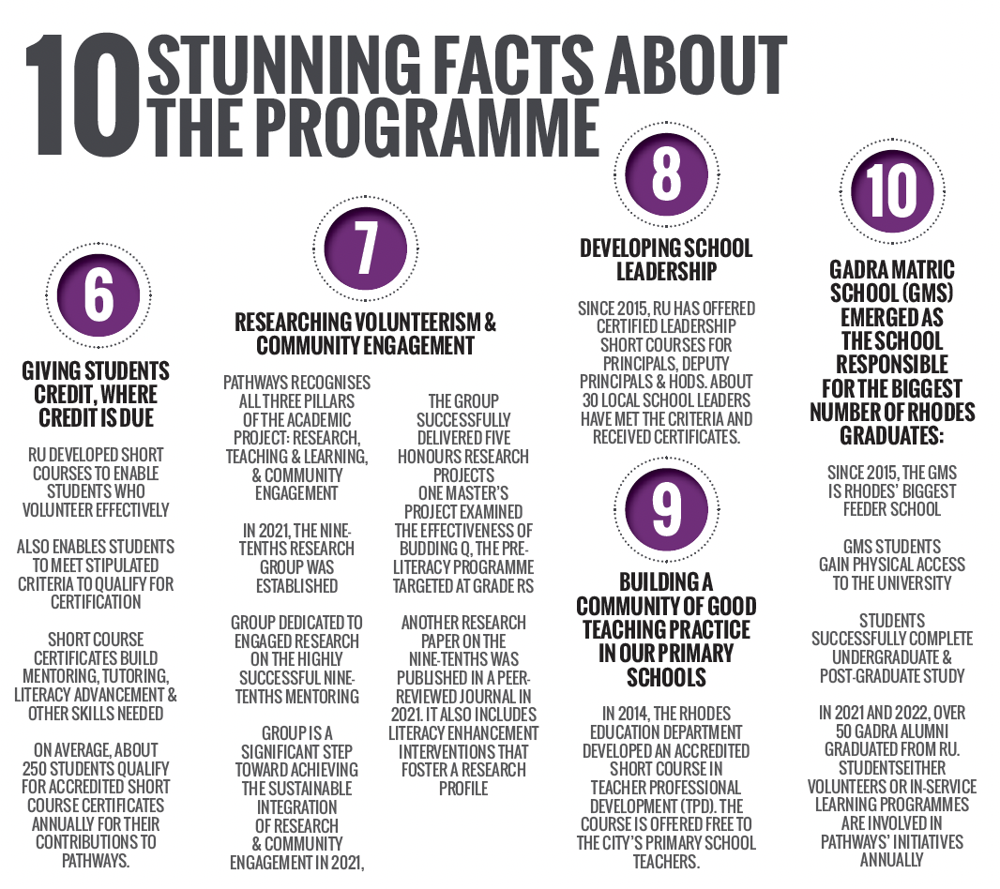 10 STUNNING FACTS ABOUT
THE PROGRAMME
6
GIVING STUDENTS
CREDIT, WHERE
CREDIT IS DUE
RU DEVELOPED SHORT
COURSES TO ENABLE
STUDENTS WHO
VOLUNTEER EFFECTIVELY
ALSO ENABLES STUDENTS
TO MEET STIPULATED
CRITERIA TO QUALIFY FOR
CERTIFICATION
SHORT COURSE
CERTIFICATES BUILD
MENTORING, TUTORING,
LITERACY ADVANCEMENT &
OTHER SKILLS NEEDED
ON AVERAGE, ABOUT
250 STUDENTS QUALIFY
FOR ACCREDITED SHORT
COURSE CERTIFICATES
ANNUALLY FOR THEIR
CONTRIBUTIONS TO
PATHWAYS.
7
RESEARCHING VOLUNTEERISM &
COMMUNITY ENGAGEMENT
PATHWAYS RECOGNISES
ALL THREE PILLARS
OF THE ACADEMIC
PROJECT: RESEARCH,
TEACHING & LEARNING,
& COMMUNITY
ENGAGEMENT
IN 2021, THE NINE-
TENTHS RESEARCH
GROUP WAS
ESTABLISHED
GROUP DEDICATED TO
ENGAGED RESEARCH
ON THE HIGHLY
SUCCESSFUL NINE-
TENTHS MENTORING
GROUP IS A
SIGNIFICANT STEP
TOWARD ACHIEVING
THE SUSTAINABLE
INTEGRATION
OF RESEARCH
& COMMUNITY
ENGAGEMENT IN 2021,
THE GROUP
SUCCESSFULLY
DELIVERED FIVE
HONOURS RESEARCH
PROJECTS
ONE MASTER'S
PROJECT EXAMINED
THE EFFECTIVENESS OF
BUDDING Q, THE PRE-
LITERACY PROGRAMME
TARGETED AT GRADE RS
ANOTHER RESEARCH
PAPER ON THE
NINE-TENTHS WAS
PUBLISHED IN A PEER-
REVIEWED JOURNAL IN
2021. IT ALSO INCLUDES
LITERACY ENHANCEMENT
INTERVENTIONS THAT
FOSTER A RESEARCH
PROFILE
8
DEVELOPING SCHOOL
LEADERSHIP
SINCE 2015, RU HAS OFFERED
CERTIFIED LEADERSHIP
SHORT COURSES FOR
PRINCIPALS, DEPUTY
PRINCIPALS & HODS. ABOUT
30 LOCAL SCHOOL LEADERS
HAVE MET THE CRITERIA AND
RECEIVED CERTIFICATES.
9
BUILDING A
COMMUNITY OF GOOD
TEACHING PRACTICE
IN OUR PRIMARY
SCHOOLS
IN 2014, THE RHODES
EDUCATION DEPARTMENT
DEVELOPED AN ACCREDITED
SHORT COURSE IN
TEACHER PROFESSIONAL
DEVELOPMENT (TPD). THE
COURSE IS OFFERED FREE TO
THE CITY'S PRIMARY SCHOOL
TEACHERS.
10
GADRA MATRIC
SCHOOL (GMS)
EMERGED AS
THE SCHOOL
RESPONSIBLE
FOR THE BIGGEST
NUMBER OF RHODES
GRADUATES:
SINCE 2015, THE GMS
IS RHODES' BIGGEST
FEEDER SCHOOL
GMS STUDENTS
GAIN PHYSICAL ACCESS
TO THE UNIVERSITY
STUDENTS
SUCCESSFULLY COMPLETE
UNDERGRADUATE &
POST-GRADUATE STUDY
IN 2021 AND 2022, OVER
50 GADRA ALUMNI
GRADUATED FROM RU.
STUDENTSEITHER
VOLUNTEERS OR IN-SERVICE
LEARNING PROGRAMMES
ARE INVOLVED IN
PATHWAYS' INITIATIVES
ANNUALLY